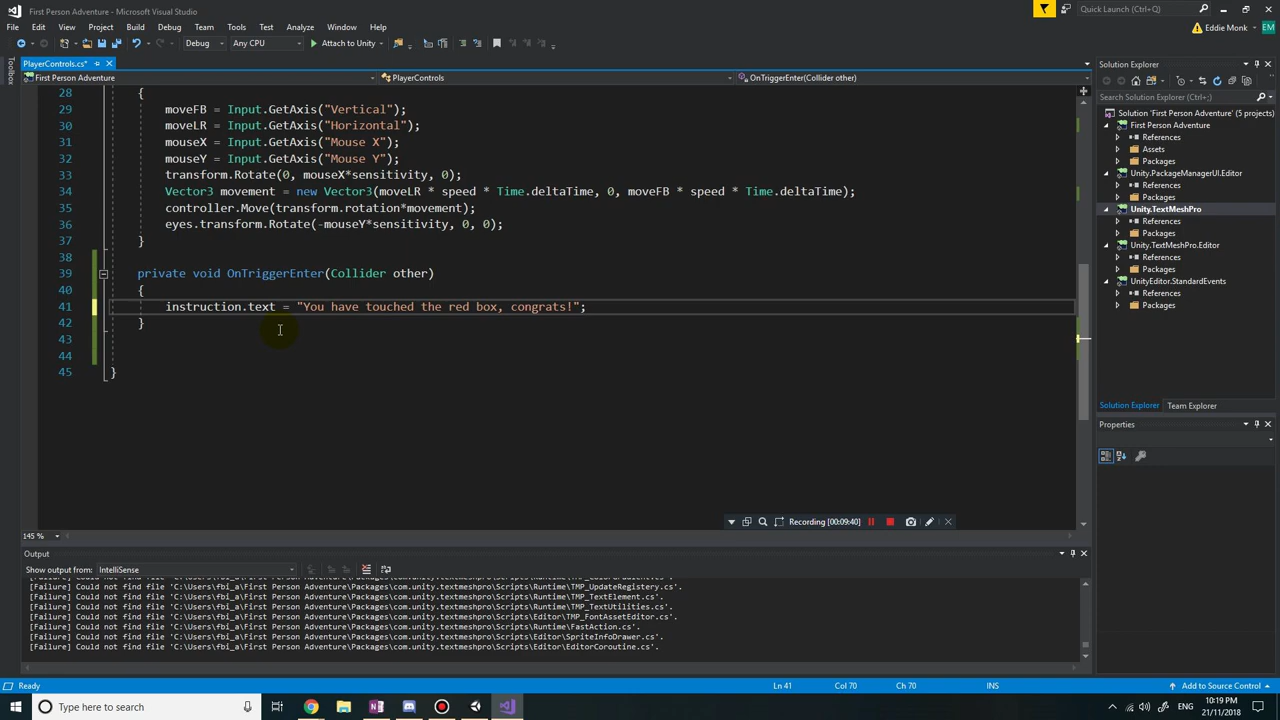 First Person Adventure - Microsoft Visual Studio
Quick Launch (Ctrl+Q)
File Edit View Project Build Debug Team Tools Test Analyze Window Help
Eddie Monk EM
Debug Any CPU Attach to Unity
Toolbox
PlayerControls.cs*
First Person Adventure PlayerControls OnTriggerEnter(Collider other)
28 {
29 moveFB = Input.GetAxis("Vertical");
30 moveLR = Input.GetAxis("Horizontal");
31 mouseX = Input.GetAxis("Mouse X");
32 mouseY = Input.GetAxis("Mouse Y");
33 transform.Rotate(0, mouseX*sensitivity, 0);
34 Vector3 movement = new Vector3(moveLR * speed * Time.deltaTime, 0, moveFB * speed * Time.deltaTime);
35 controller.Move(transform.rotation*movement);
36 eyes.transform.Rotate(-mouseY*sensitivity, 0, 0);
37 }
38
39 private void OnTriggerEnter(Collider other)
40 {
41 instruction.text = "You have touched the red box, congrats!";
42 }
43
44
45 }
Recording [00:09:40]
145 %
Solution Explorer
Search Solution Explorer (Ctrl+;)
Solution 'First Person Adventure' (5 projects)
First Person Adventure
References
Assets
Packages
Unity.PackageManagerUI.Editor
References
Packages
Unity.TextMeshPro
References
Packages
Unity.TextMeshPro.Editor
References
Packages
UnityEditor.StandardEvents
References
Packages
Solution Explorer Team Explorer
Properties
Output
Show output from: IntelliSense
[Failure] Could not find file 'C:\Users\fbi_a\First Person Adventure\Packages\com.unity.textmeshpro\Scripts\Runtime\TMP_UpdateRegistery.cs'.
[Failure] Could not find file 'C:\Users\fbi_a\First Person Adventure\Packages\com.unity.textmeshpro\Scripts\Runtime\TMP_TextElement.cs'.
[Failure] Could not find file 'C:\Users\fbi_a\First Person Adventure\Packages\com.unity.textmeshpro\Scripts\Runtime\TMP_TextUtilities.cs'.
[Failure] Could not find file 'C:\Users\fbi_a\First Person Adventure\Packages\com.unity.textmeshpro\Scripts\Editor\TMP_FontAssetEditor.cs'.
[Failure] Could not find file 'C:\Users\fbi_a\First Person Adventure\Packages\com.unity.textmeshpro\Scripts\Runtime\FastAction.cs'.
[Failure] Could not find file 'C:\Users\fbi_a\First Person Adventure\Packages\com.unity.textmeshpro\Scripts\Editor\SpriteInfoDrawer.cs'.
[Failure] Could not find file 'C:\Users\fbi_a\First Person Adventure\Packages\com.unity.textmeshpro\Scripts\Editor\EditorCoroutine.cs'.
Ready Ln 41 Col 70 Ch 70 INS Add to Source Control
Type here to search
ENG 10:19 PM
21/11/2018